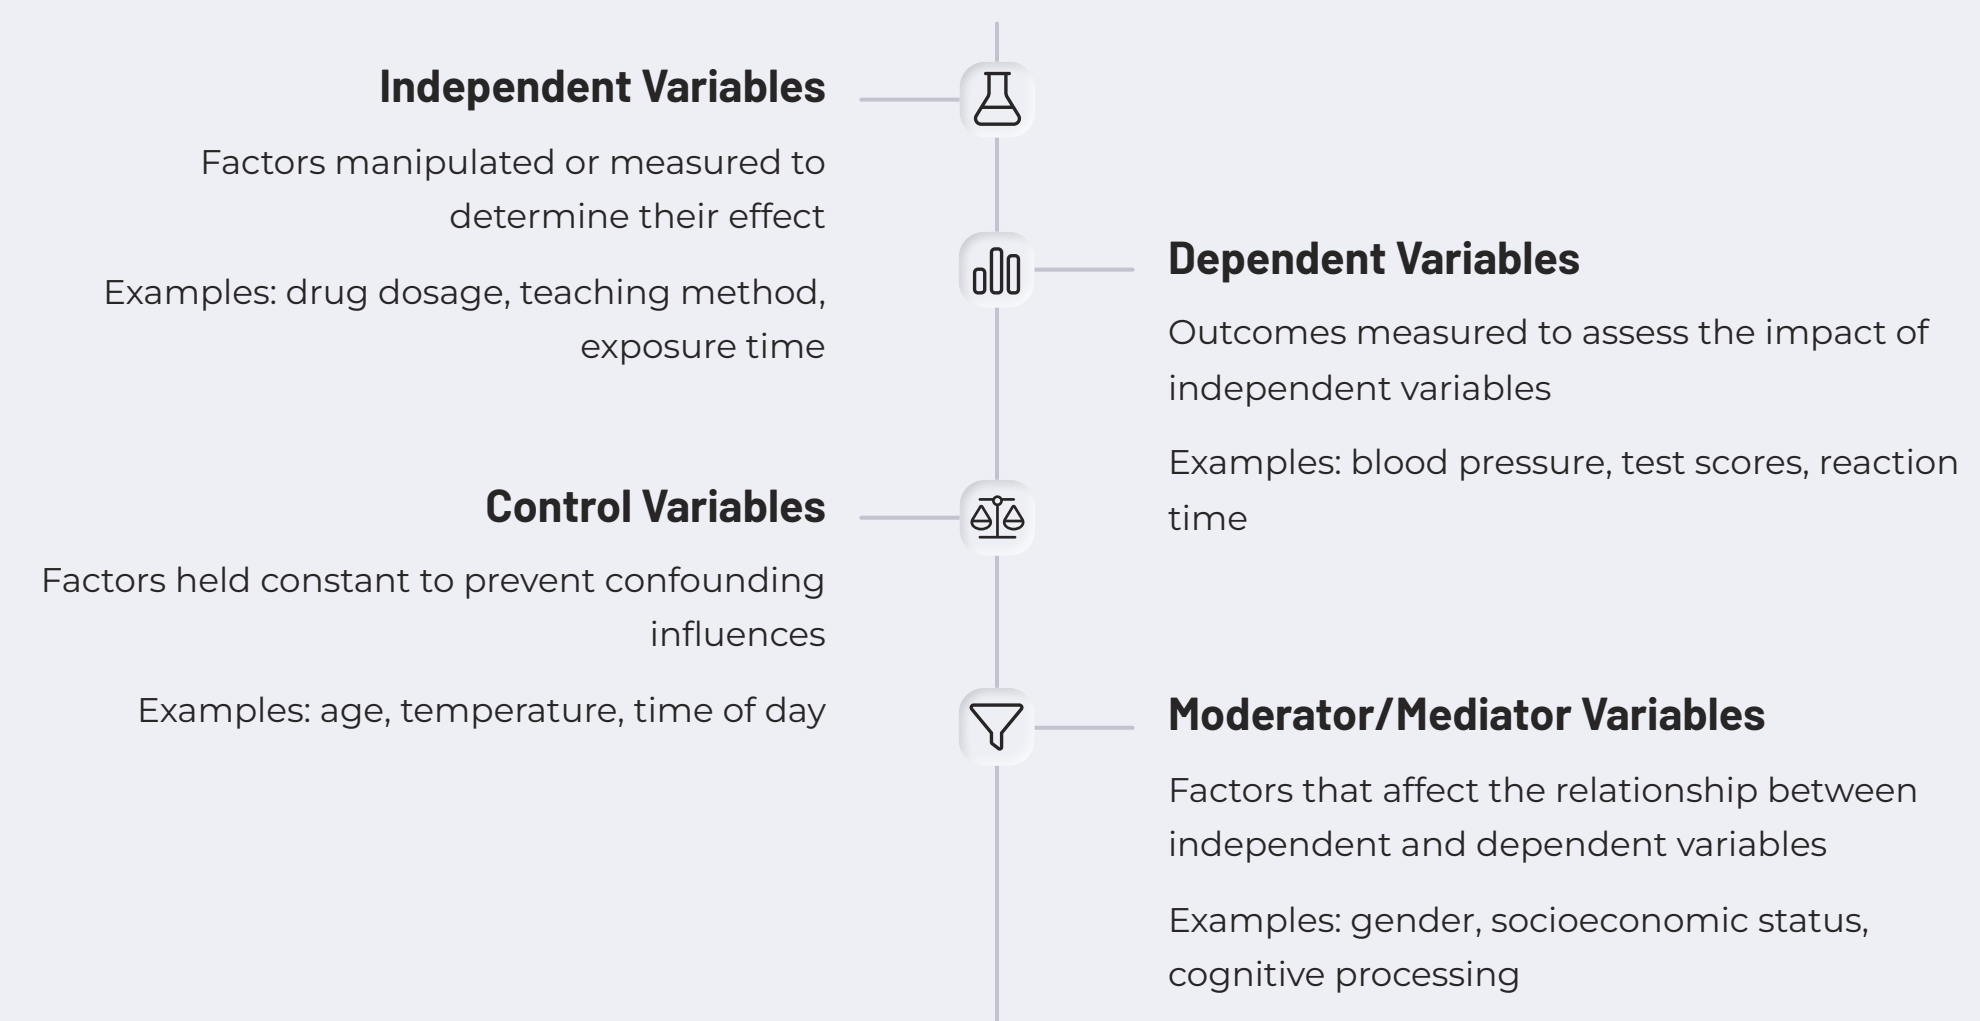 Independent Variables
Factors manipulated or measured to
determine their effect
Examples: drug dosage, teaching method,
exposure time
Dependent Variables
Outcomes measured to assess the impact of
independent variables
Examples: blood pressure, test scores, reaction
time
Control Variables
Factors held constant to prevent confounding
influences
Examples: age, temperature, time of day
Moderator/Mediator Variables
Factors that affect the relationship between
independent and dependent variables
Examples: gender, socioeconomic status,
cognitive processing